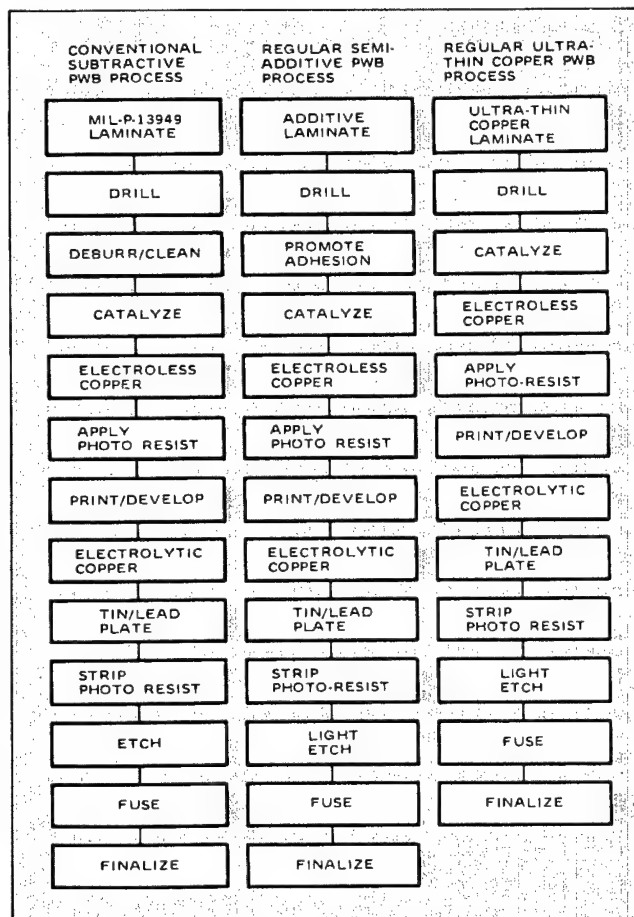 CONVENTIONAL
SUBTRACTIVE
PWB PROCESS
MIL-P-13949
LAMINATE
DRILL
DEBURR/CLEAN
CATALYZE
ELECTROLESS
COPPER
APPLY
PHOTO RESIST
PRINT/DEVELOP
ELECTROLYTIC
COPPER
TIN/LEAD
PLATE
STRIP
PHOTO RESIST
ETCH
FUSE
FINALIZE
REGULAR SEMI-
ADDITIVE PWB
PROCESS
ADDITIVE
LAMINATE
DRILL
PROMOTE
ADHESION
CATALYZE
ELECTROLESS
COPPER
APPLY
PHOTO RESIST
PRINT/DEVELOP
ELECTROLYTIC
COPPER
TIN/LEAD
PLATE
STRIP
PHOTO-RESIST
LIGHT
ETCH
FUSE
FINALIZE
REGULAR ULTRA-
THIN COPPER PWB
PROCESS
ULTRA-THIN
COPPER
LAMINATE
DRILL
CATALYZE
ELECTROLESS
COPPER
APPLY
PHOTO-RESIST
PRINT/DEVELOP
ELECTROLYTIC
COPPER
TIN/LEAD
PLATE
STRIP
PHOTO RESIST
LIGHT
ETCH
FUSE
FINALIZE